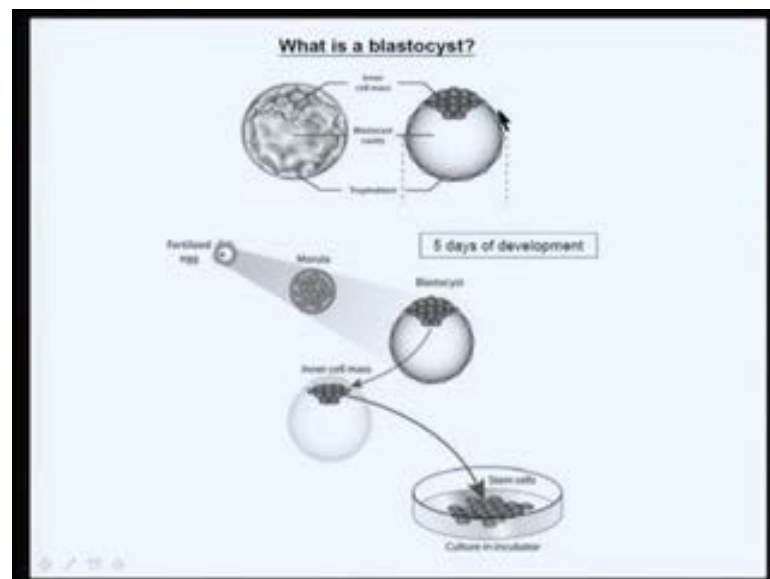 What is a blastocyst?
Inner
cell mass
Blastocyst
cavity
Trophoblast
Fertilized
egg
Morula
5 days of development
Blastocyst
Inner cell mass
Stem cells
Culture in incubator